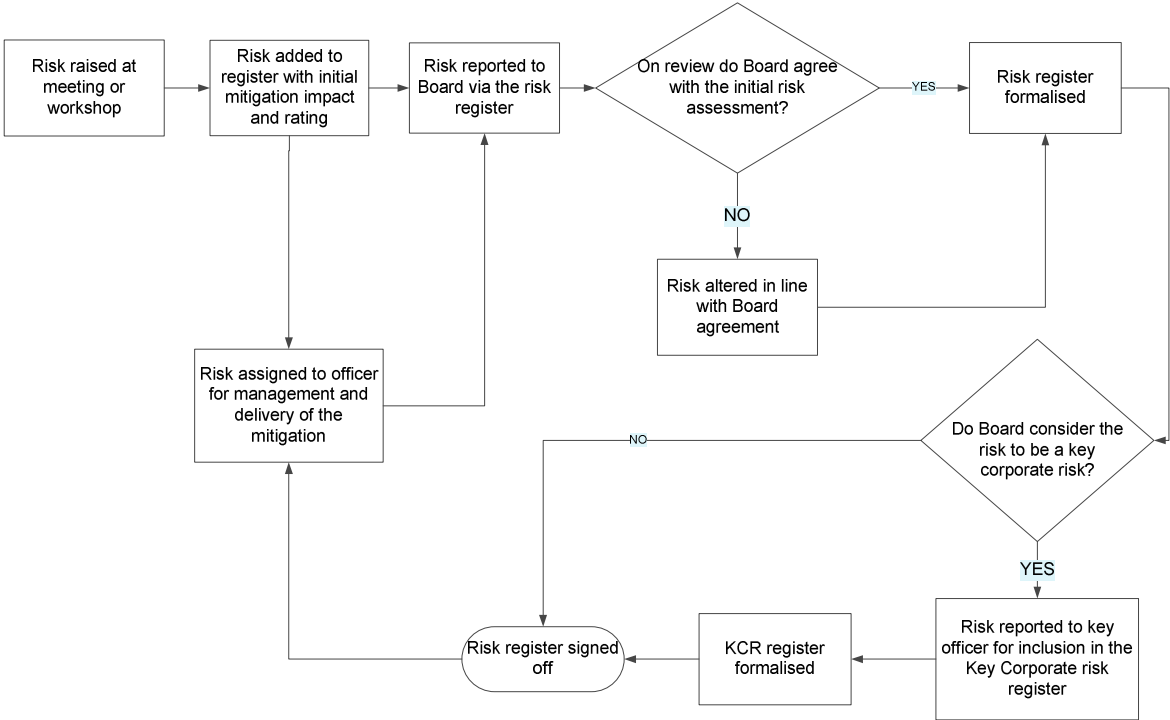 Risk raised at
meeting or
workshop
Risk added to
register with initial
mitigation impact
and rating
Risk reported to
Board via the risk
register
On review do Board agree
with the initial risk
assessment?
YES
Risk register
formalised
NO
Risk altered in line
with Board
agreement
Risk assigned to officer
for management and
delivery of the
mitigation
Do Board consider the
risk to be a key
corporate risk?
NO
YES
Risk reported to key
officer for inclusion in the
Key Corporate risk
register
KCR register
formalised
Risk register signed
off